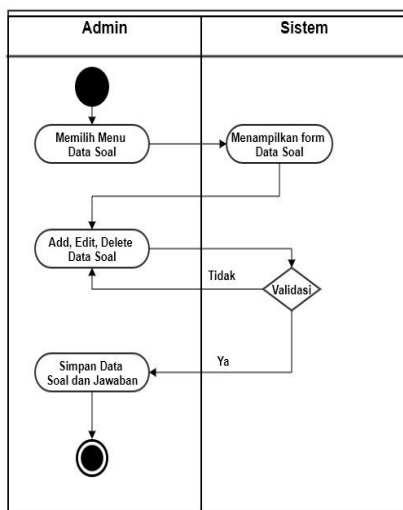 Admin
Sistem
Memilih Menu
Data Soal
Menampilkan form
Data Soal
Add, Edit, Delete
Data Soal
Tidak
Validasi
Ya
Simpan Data
Soal dan Jawaban